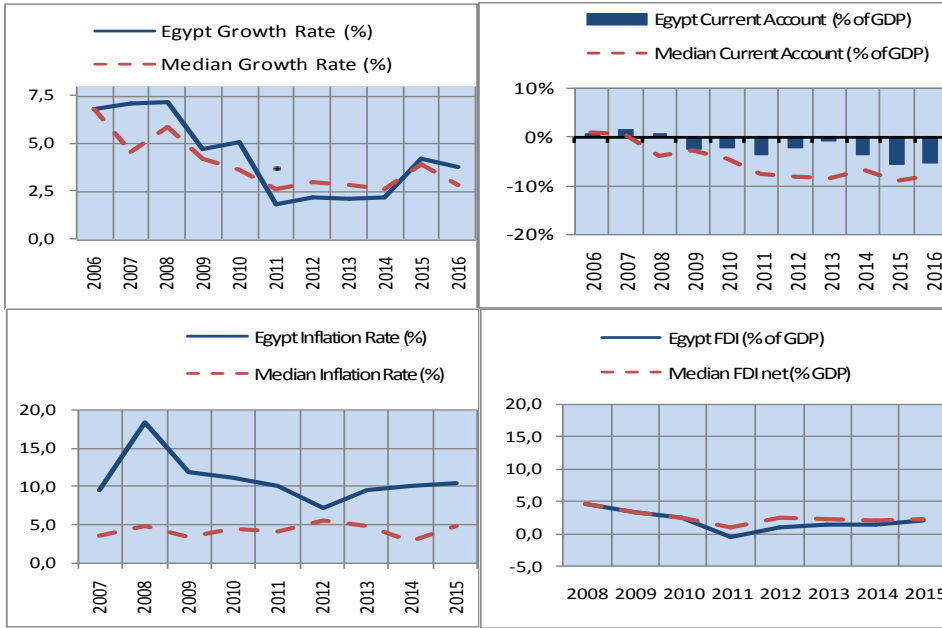 Egypt Growth Rate (%)
Median Growth Rate (%)
7,5
5,0
2,5
0,0
2006 2007 2008 2009 2010 2011 2012 2013 2014 2015 2016
Egypt Current Account (% of GDP)
Median Current Account (% of GDP)
10%
0%
-10%
-20%
2006 2007 2008 2009 2010 2011 2012 2013 2014 2015 2016
Egypt Inflation Rate (%)
Median Inflation Rate (%)
20,0
15,0
10,0
5,0
0,0
2007 2008 2009 2010 2011 2012 2013 2014 2015
Egypt FDI (% of GDP)
Median FDI net (% GDP)
20,0
15,0
10,0
5,0
0,0
-5,0
2008 2009 2010 2011 2012 2013 2014 2015